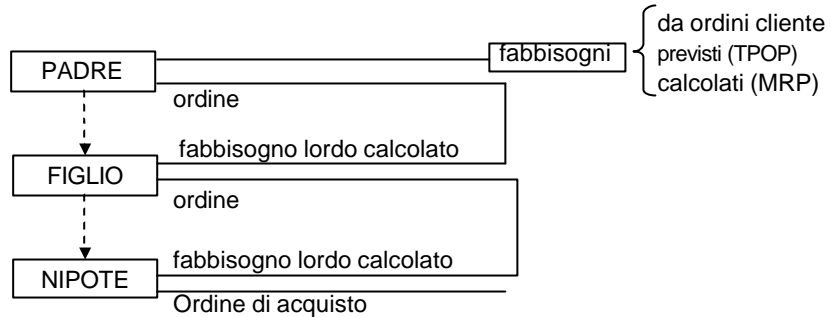 da ordini cliente
fabbisogni
previsti (TPOP)
PADRE
calcolati (MRP)
ordine
fabbisogno lordo calcolato
FIGLIO
ordine
fabbisogno lordo calcolato
NIPOTE
Ordine di acquisto